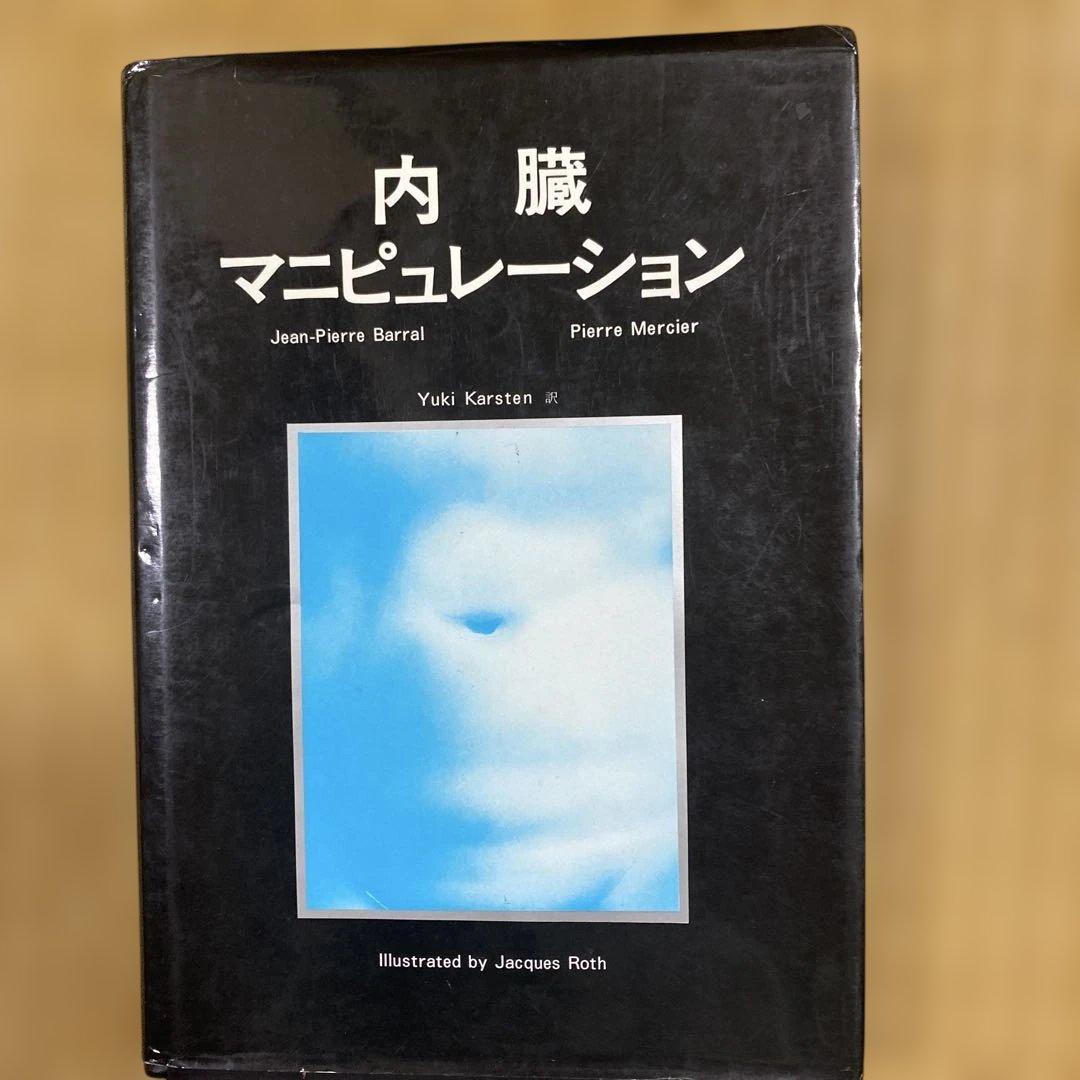 内臓
マニピュレーション
Jean-Pierre Barral Pierre Mercier
Yuki Karsten 訳
Illustrated by Jacques Roth